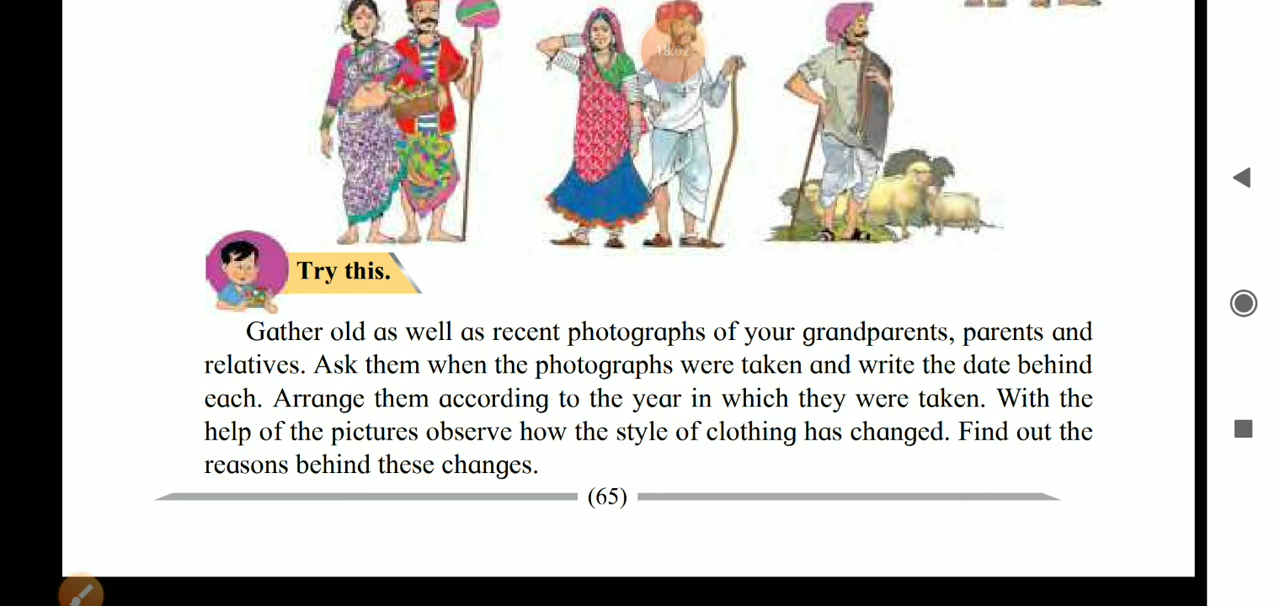 Try this.
Gather old as well as recent photographs of your grandparents, parents and
relatives. Ask them when the photographs were taken and write the date behind
each. Arrange them according to the year in which they were taken. With the
help of the pictures observe how the style of clothing has changed. Find out the
reasons behind these changes.
(65)